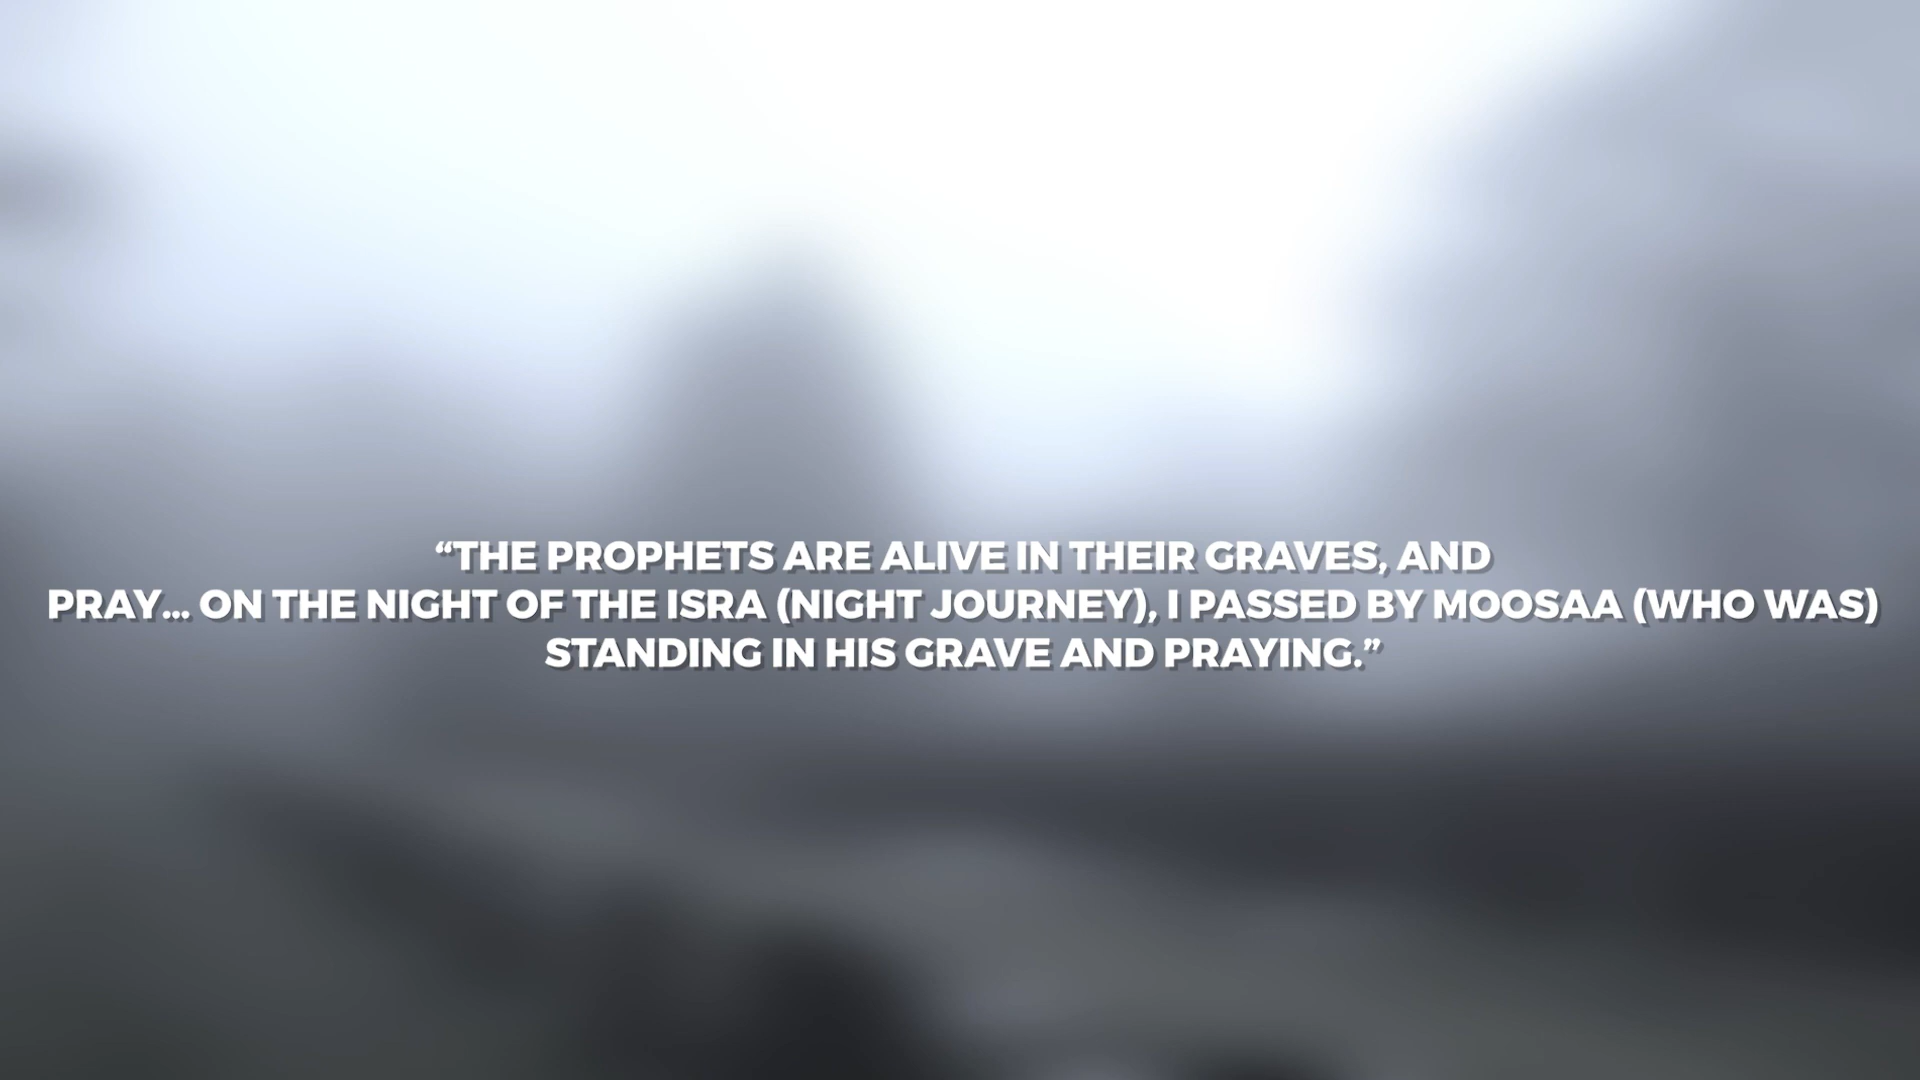 “THE PROPHETS ARE ALIVE IN THEIR GRAVES, AND
PRAY... ON THE NIGHT OF THE ISRA (NIGHT JOURNEY), I PASSED BY MOOSAA (WHO WAS)
STANDING IN HIS GRAVE AND PRAYING.”